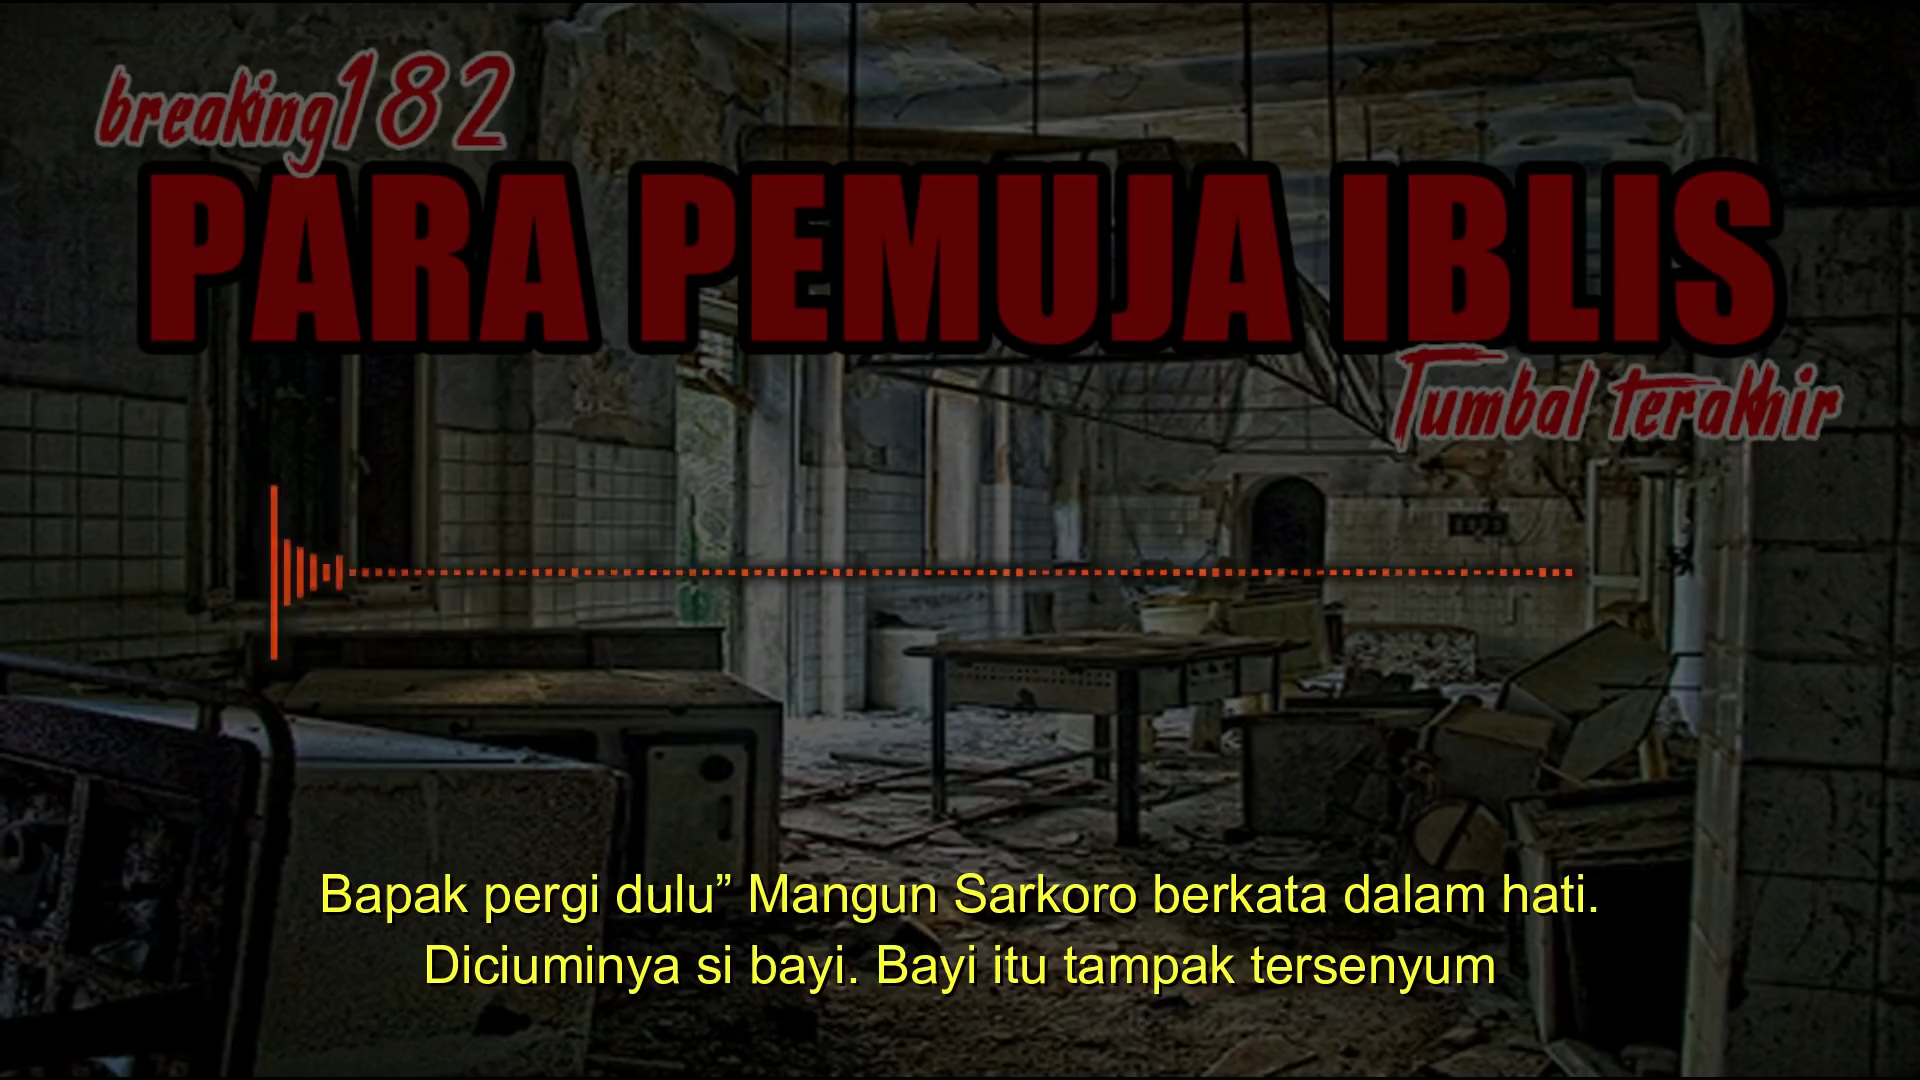 breaking182
PARA PEMUJA IBLIS
Tumbal terakhir
Bapak pergi dulu” Mangun Sarkoro berkata dalam hati.
Diciuminya si bayi. Bayi itu tampak tersenyum